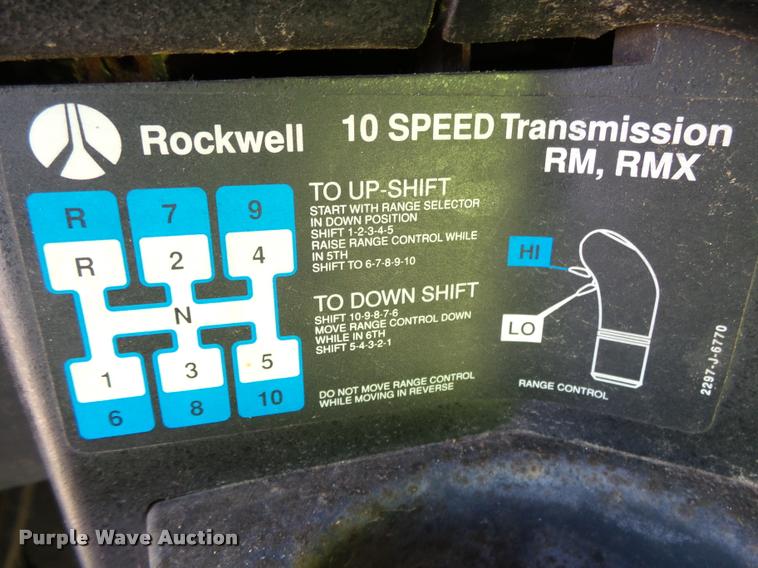 Rockwell
10 SPEED Transmission
RM, RMX
R 7 9
R 2 4
N
1 3 5
6 8 10
TO UP-SHIFT
START WITH RANGE SELECTOR
IN DOWN POSITION
SHIFT 1-2-3-4-5
RAISE RANGE CONTROL WHILE
IN 5TH
SHIFT TO 6-7-8-9-10
TO DOWN SHIFT
SHIFT 10-9-8-7-6
MOVE RANGE CONTROL DOWN
WHILE IN 6TH
SHIFT 5-4-3-2-1
DO NOT MOVE RANGE CONTROL
WHILE MOVING IN REVERSE
HI
LO
RANGE CONTROL
2297-J-6770
Purple Wave Auction